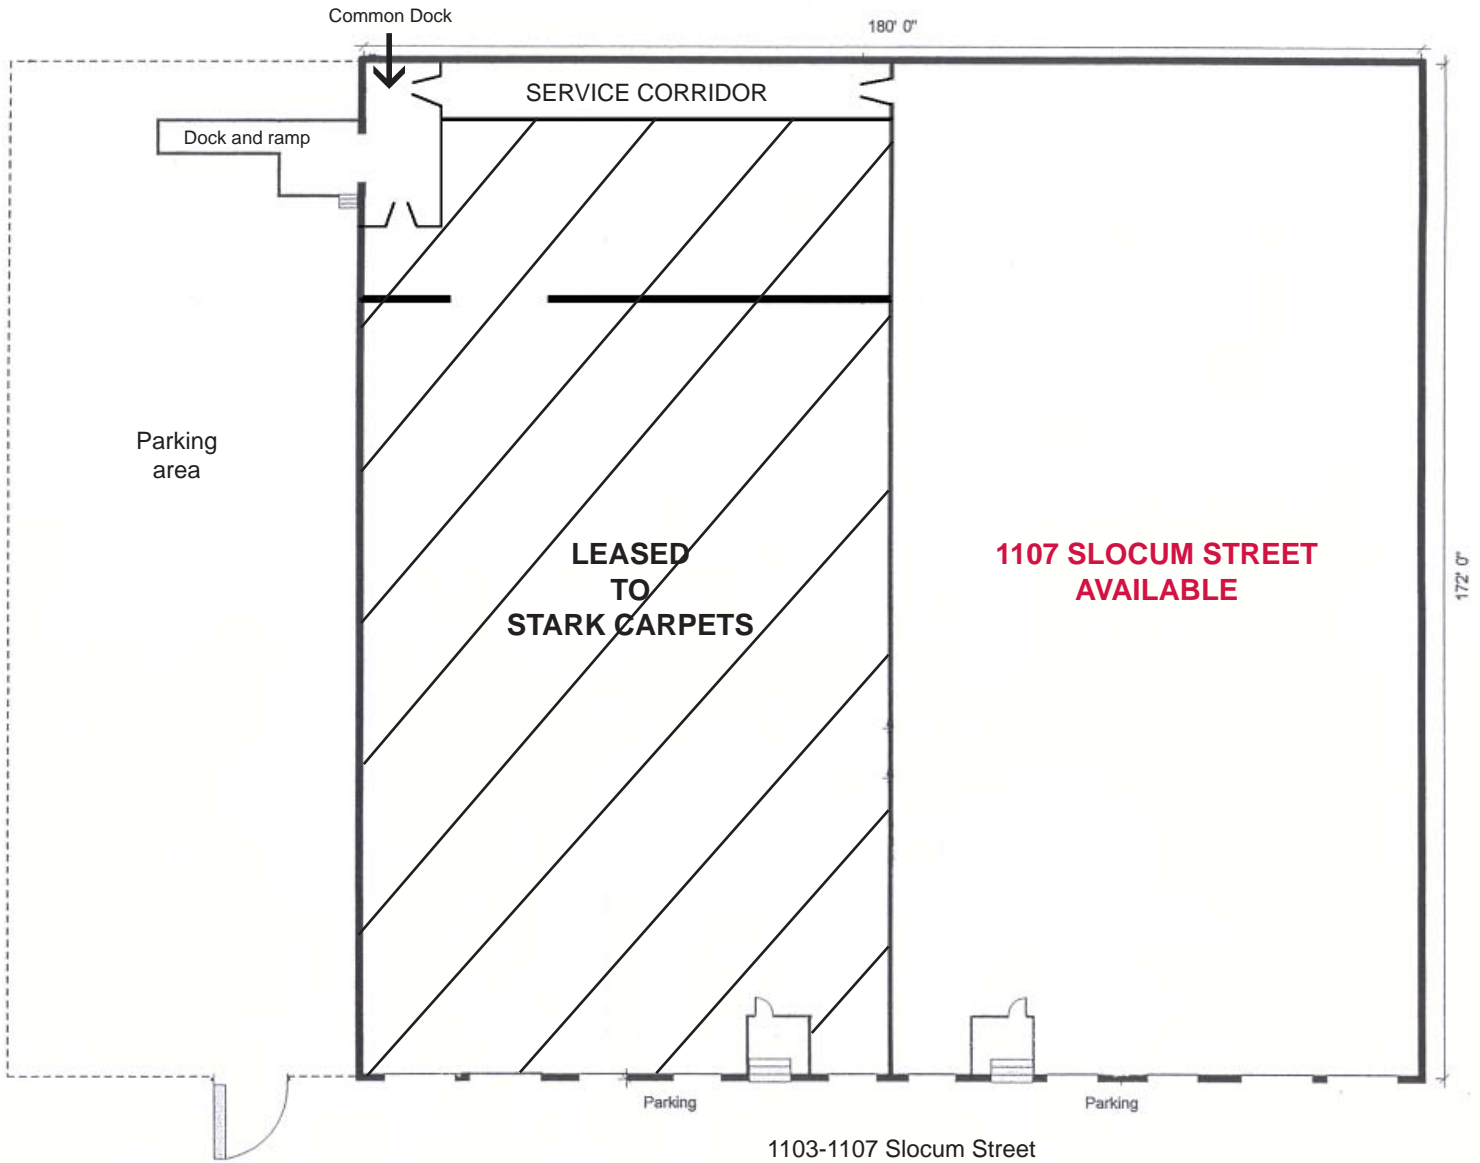 Common Dock
180' 0"
SERVICE CORRIDOR
Dock and ramp
Parking
area
LEASED
TO
STARK CARPETS
1107 SLOCUM STREET
AVAILABLE
172' 0"
Parking
Parking
1103-1107 Slocum Street